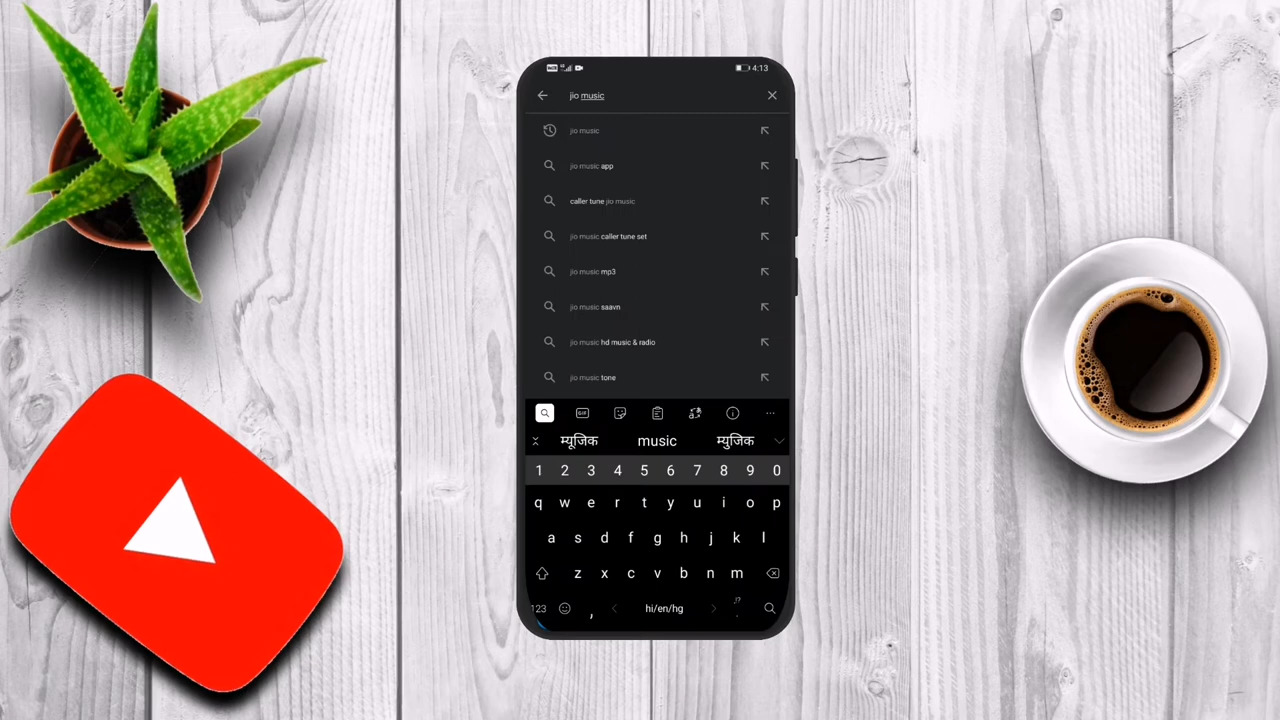 4:13
jio music
jio music
jio music app
caller tune jio music
jio music caller tune set
jio music mp3
jio music saavn
jio music hd music & radio
jio music tone
GIF
म्यूजिक music म्युजिक
1 2 3 4 5 6 7 8 9 0
q w e r t y u i o p
a s d f g h j k l
z x c v b n m
123 , hi/en/hg .